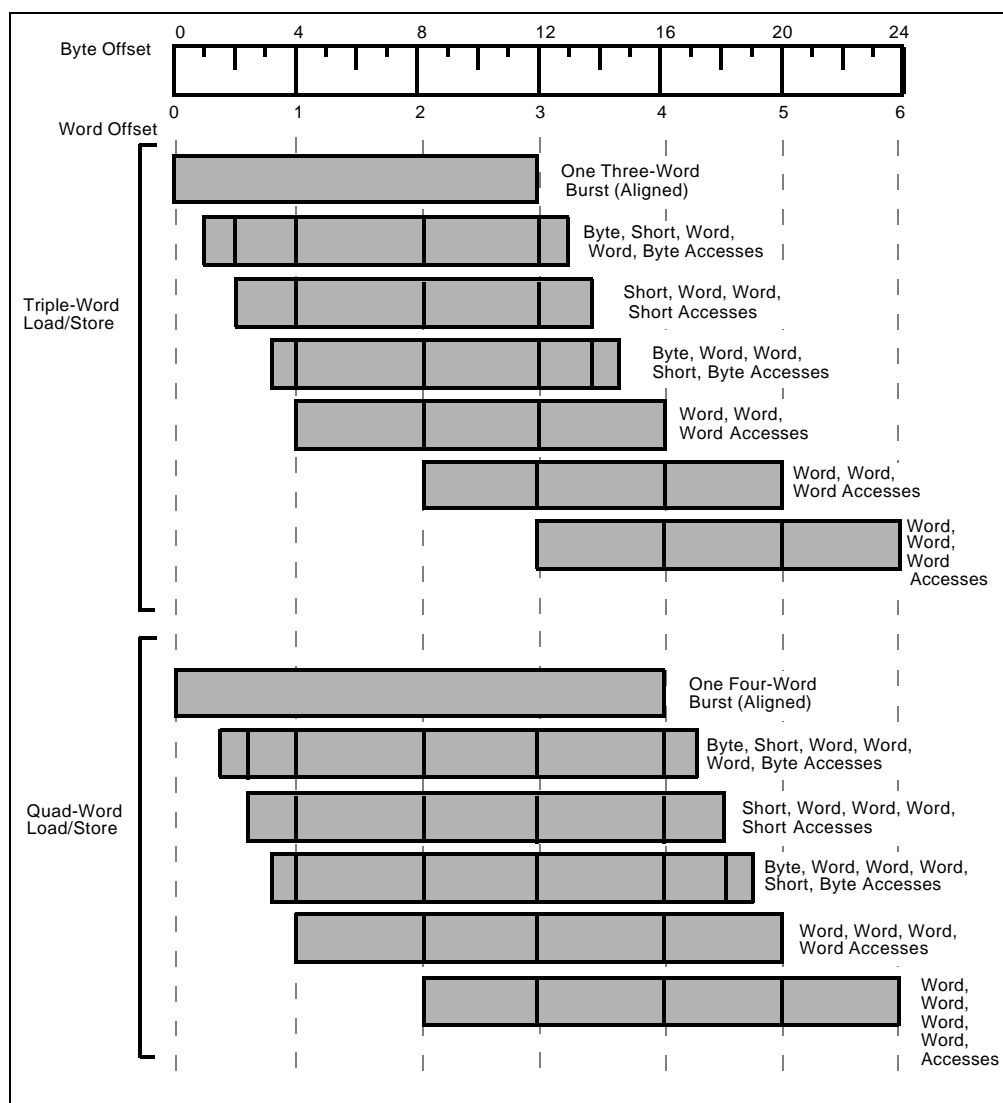 0 4 8 12 16 20 24
Byte Offset
0 1 2 3 4 5 6
Word Offset
One Three-Word
Burst (Aligned)
Byte, Short, Word,
Word, Byte Accesses
Triple-Word
Load/Store
Short, Word, Word,
Short Accesses
Byte, Word, Word,
Short, Byte Accesses
Word, Word,
Word Accesses
Word, Word,
Word Accesses
Word,
Word,
Word
Accesses
One Four-Word
Burst (Aligned)
Byte, Short, Word, Word,
Word, Byte Accesses
Quad-Word
Load/Store
Short, Word, Word, Word,
Short Accesses
Byte, Word, Word, Word,
Short, Byte Accesses
Word, Word, Word,
Word Accesses
Word,
Word,
Word,
Word,
Accesses